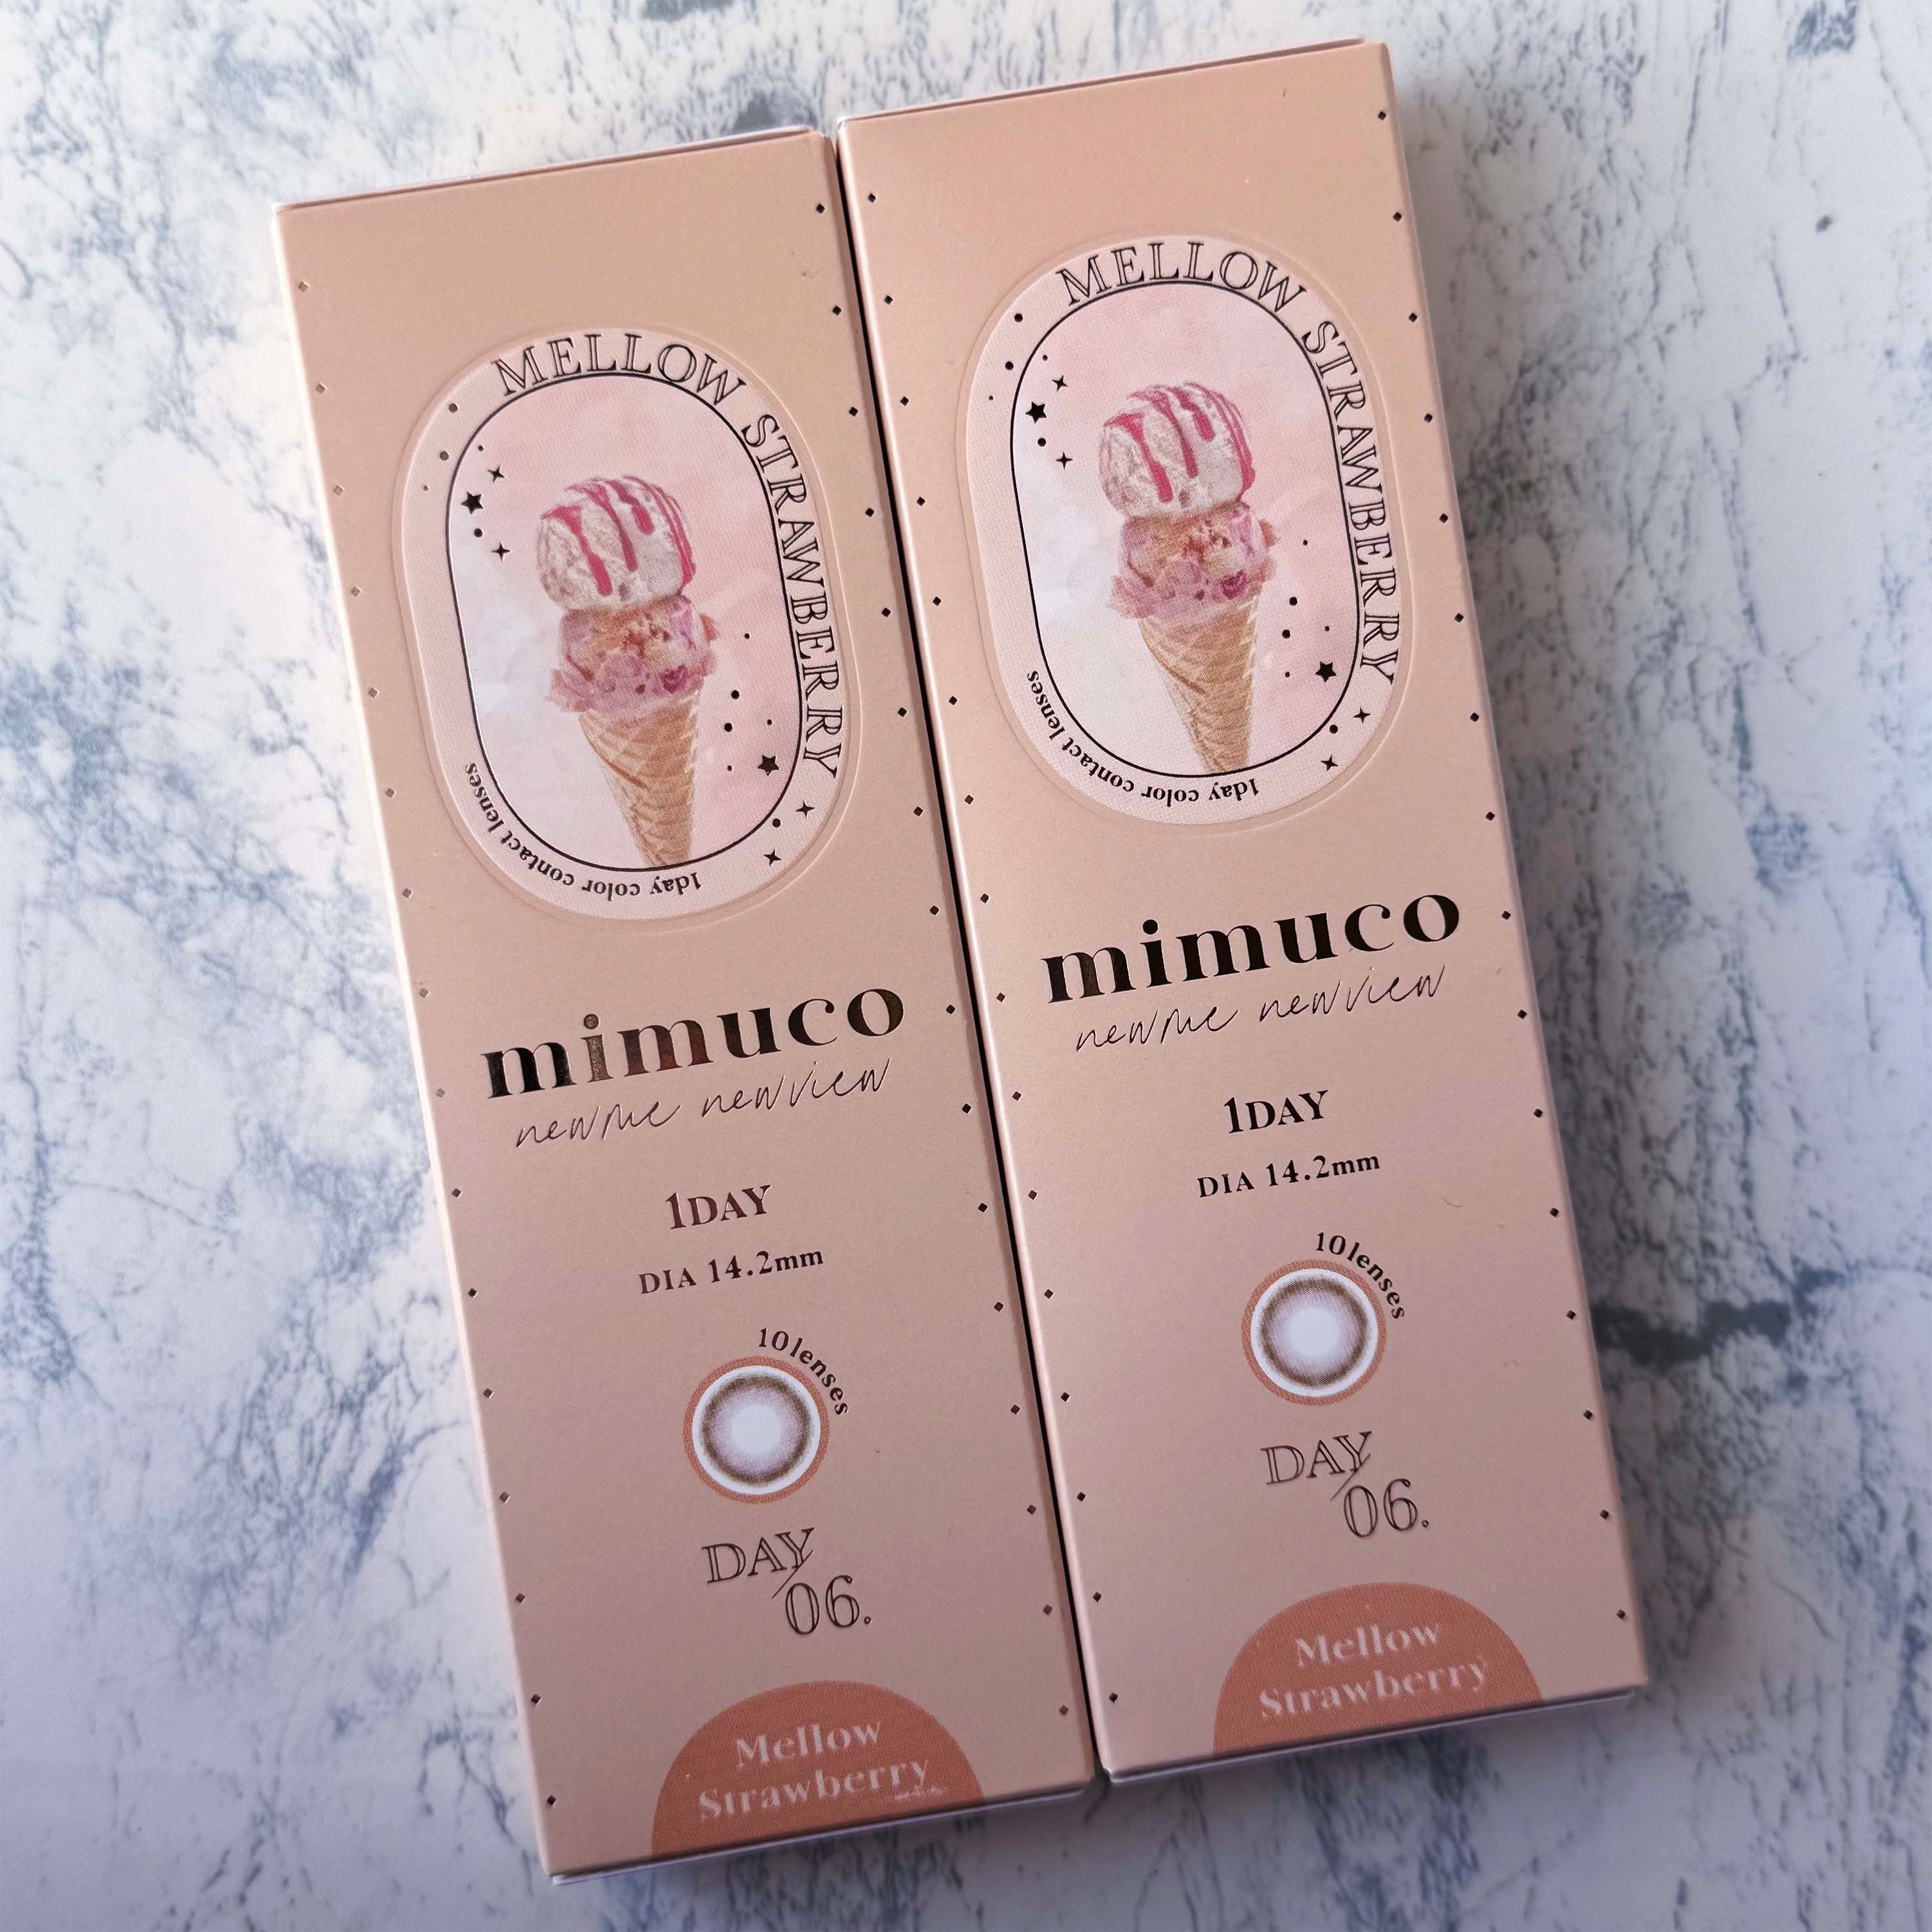 MELLOW STRAWBERRY
1day color contact lenses
mimuco
newme newview
1DAY
DIA 14.2mm
10lenses
DAY
06.
Mellow
Strawberry
MELLOW STRAWBERRY
1day color contact lenses
mimuco
newme newview
1DAY
DIA 14.2mm
10lenses
DAY
06.
Mellow
Strawberry